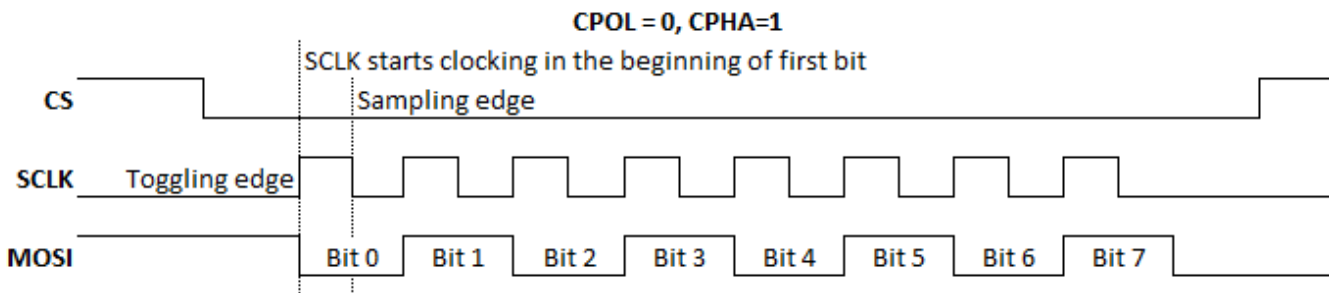 CPOL = 0, CPHA=1
SCLK starts clocking in the beginning of first bit
CS
Sampling edge
SCLK
Toggling edge
MOSI
Bit 0 Bit 1 Bit 2 Bit 3 Bit 4 Bit 5 Bit 6 Bit 7